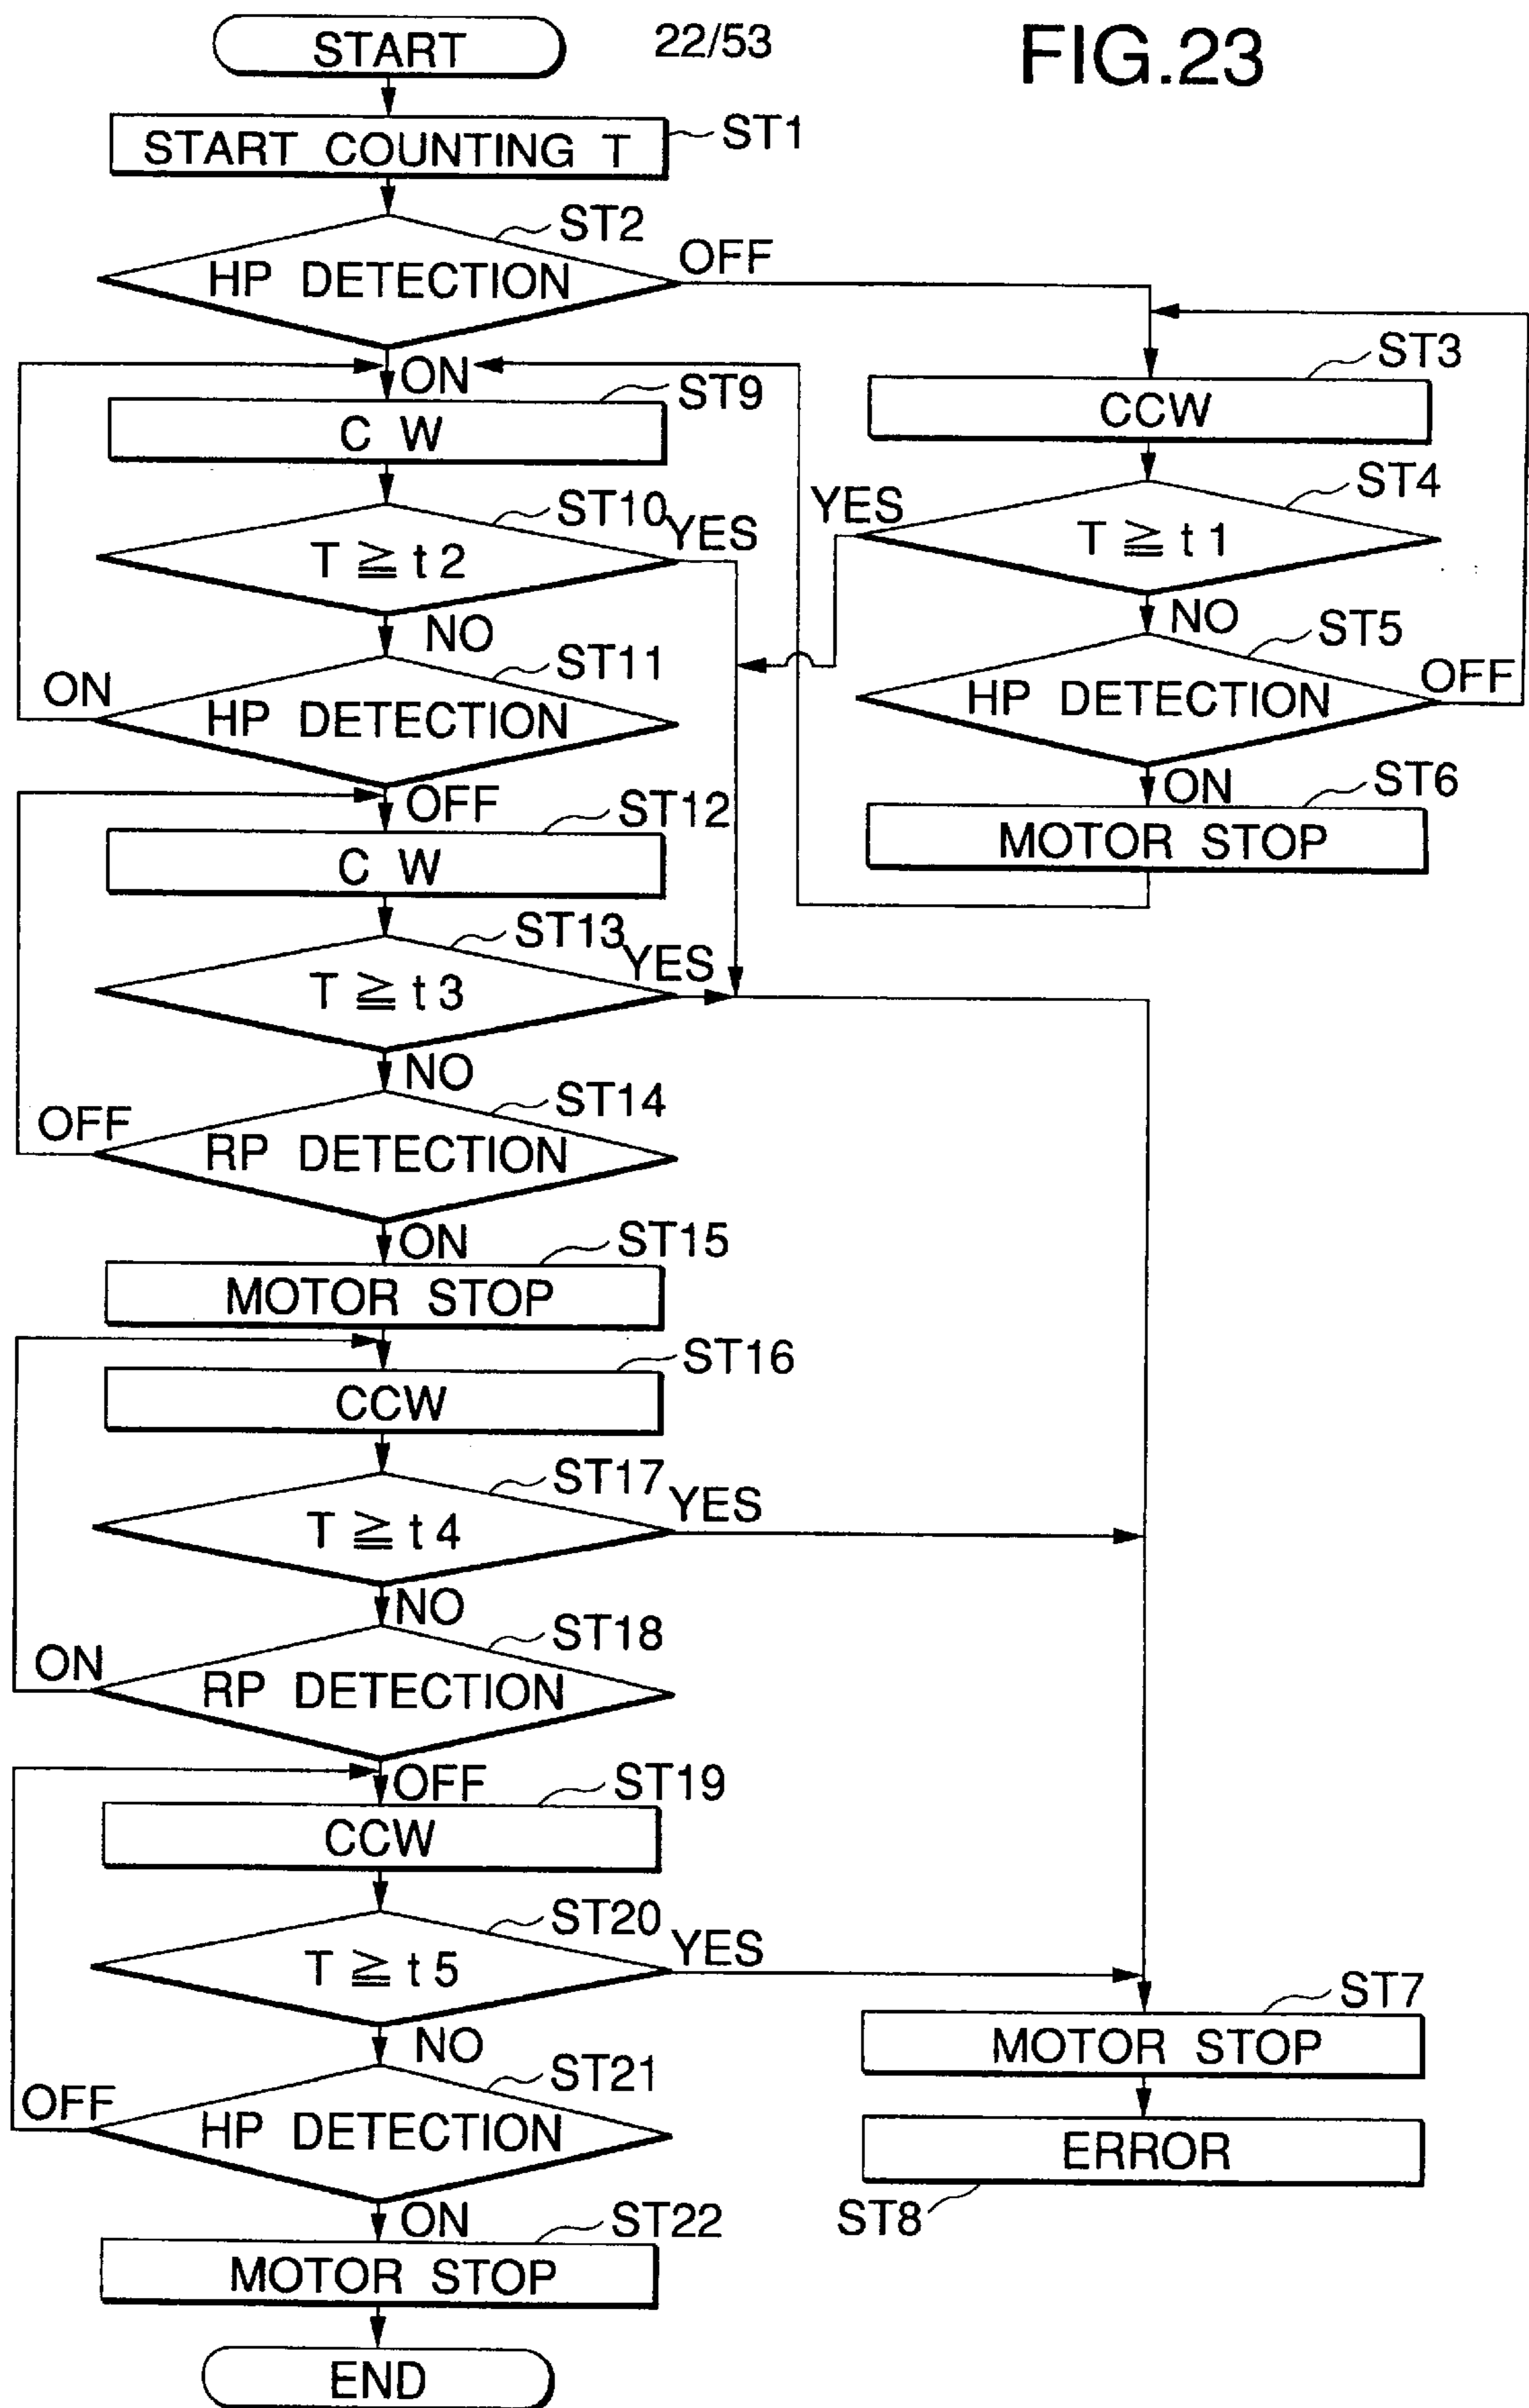 22/53
FIG.23
START
START COUNTING T
ST1
HP DETECTION
ST2
OFF
ON
C W
ST9
T ≧ t 2
ST10
YES
NO
HP DETECTION
ST11
ON
OFF
CCW
ST3
T ≧ t 1
ST4
YES
NO
HP DETECTION
ST5
OFF
ON
MOTOR STOP
ST6
C W
ST12
T ≧ t 3
ST13
YES
NO
RP DETECTION
ST14
OFF
ON
MOTOR STOP
ST15
CCW
ST16
T ≧ t 4
ST17
YES
NO
RP DETECTION
ST18
ON
OFF
CCW
ST19
T ≧ t 5
ST20
YES
NO
HP DETECTION
ST21
OFF
ON
MOTOR STOP
ST22
END
MOTOR STOP
ST7
ERROR
ST8